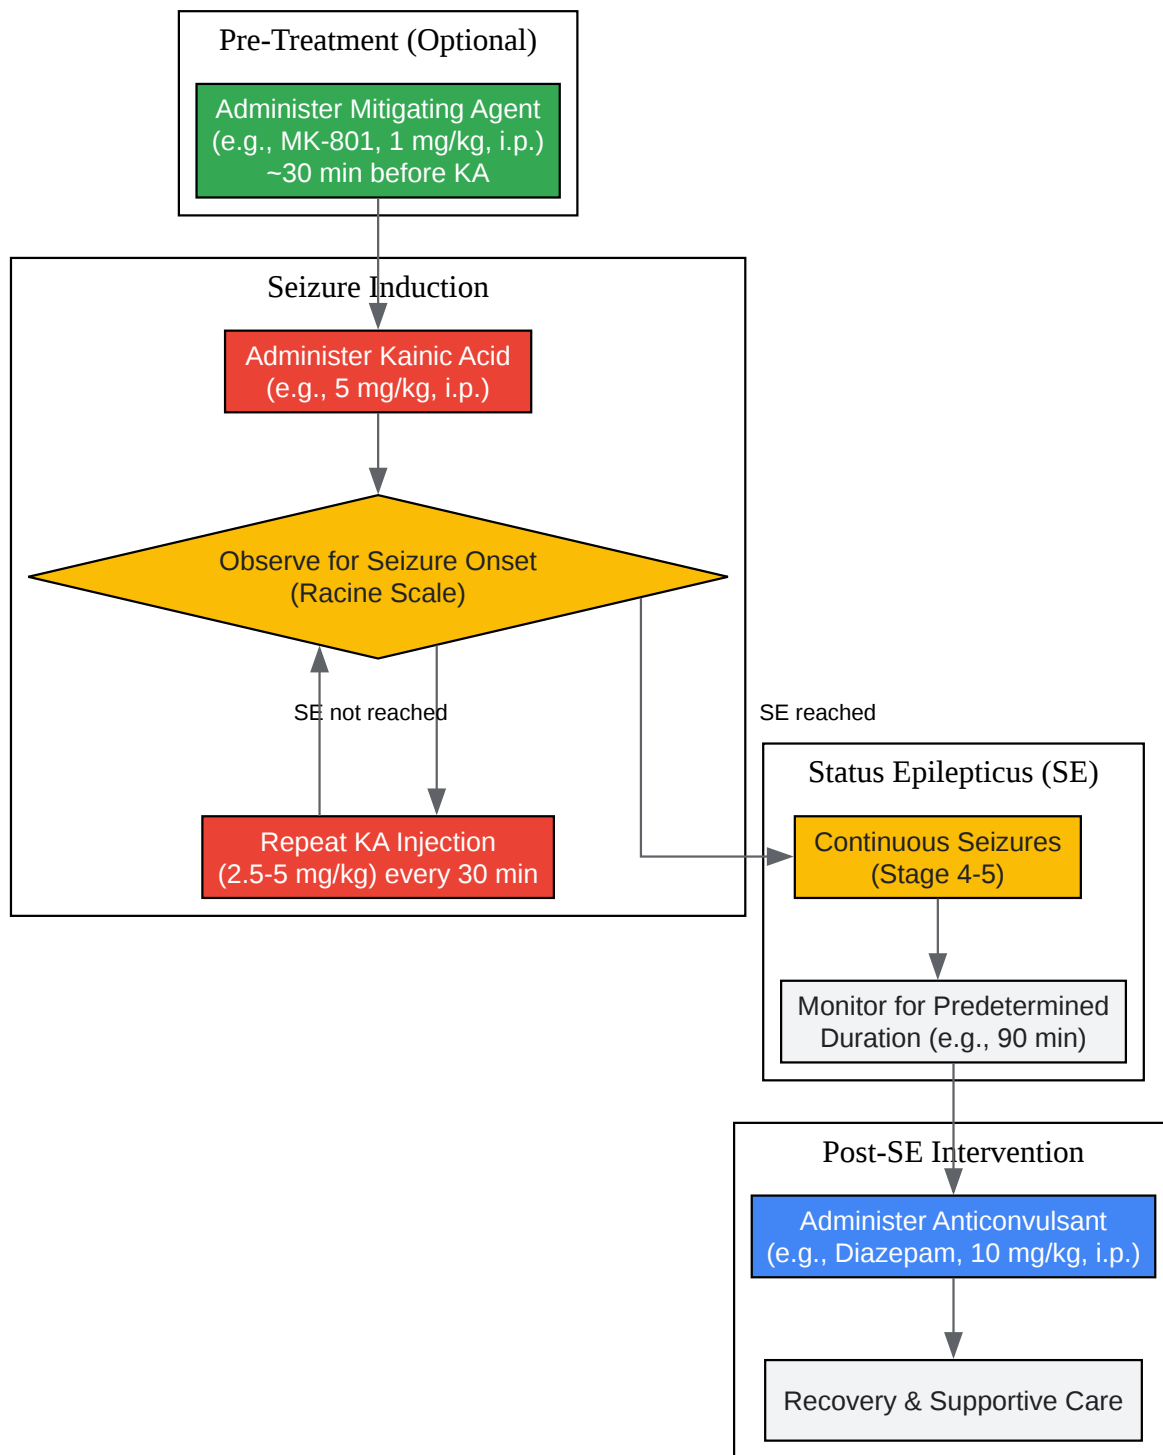 Pre-Treatment (Optional)
Administer Mitigating Agent
(e.g., MK-801, 1 mg/kg, i.p.)
~30 min before KA
Seizure Induction
Administer Kainic Acid
(e.g., 5 mg/kg, i.p.)
Observe for Seizure Onset
(Racine Scale)
SE not reached
SE reached
Repeat KA Injection
(2.5-5 mg/kg) every 30 min
Status Epilepticus (SE)
Continuous Seizures
(Stage 4-5)
Monitor for Predetermined
Duration (e.g., 90 min)
Post-SE Intervention
Administer Anticonvulsant
(e.g., Diazepam, 10 mg/kg, i.p.)
Recovery & Supportive Care